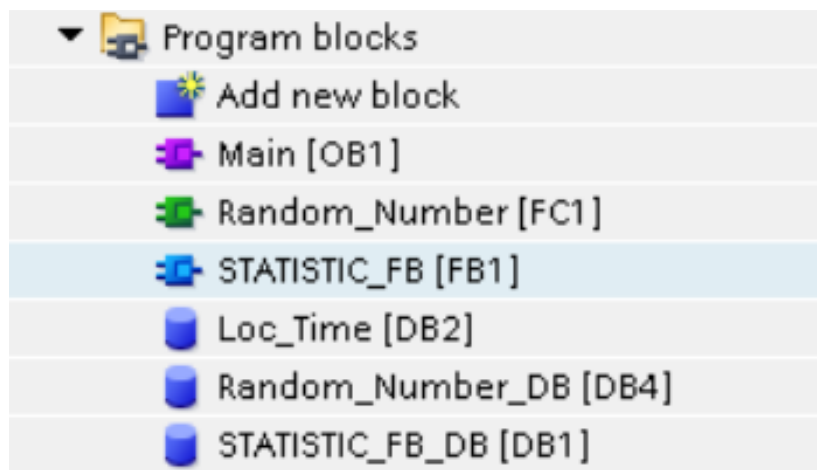 Program blocks
Add new block
Main [OB1]
Random_Number [FC1]
STATISTIC_FB [FB1]
Loc_Time [DB2]
Random_Number_DB [DB4]
STATISTIC_FB_DB [DB1]